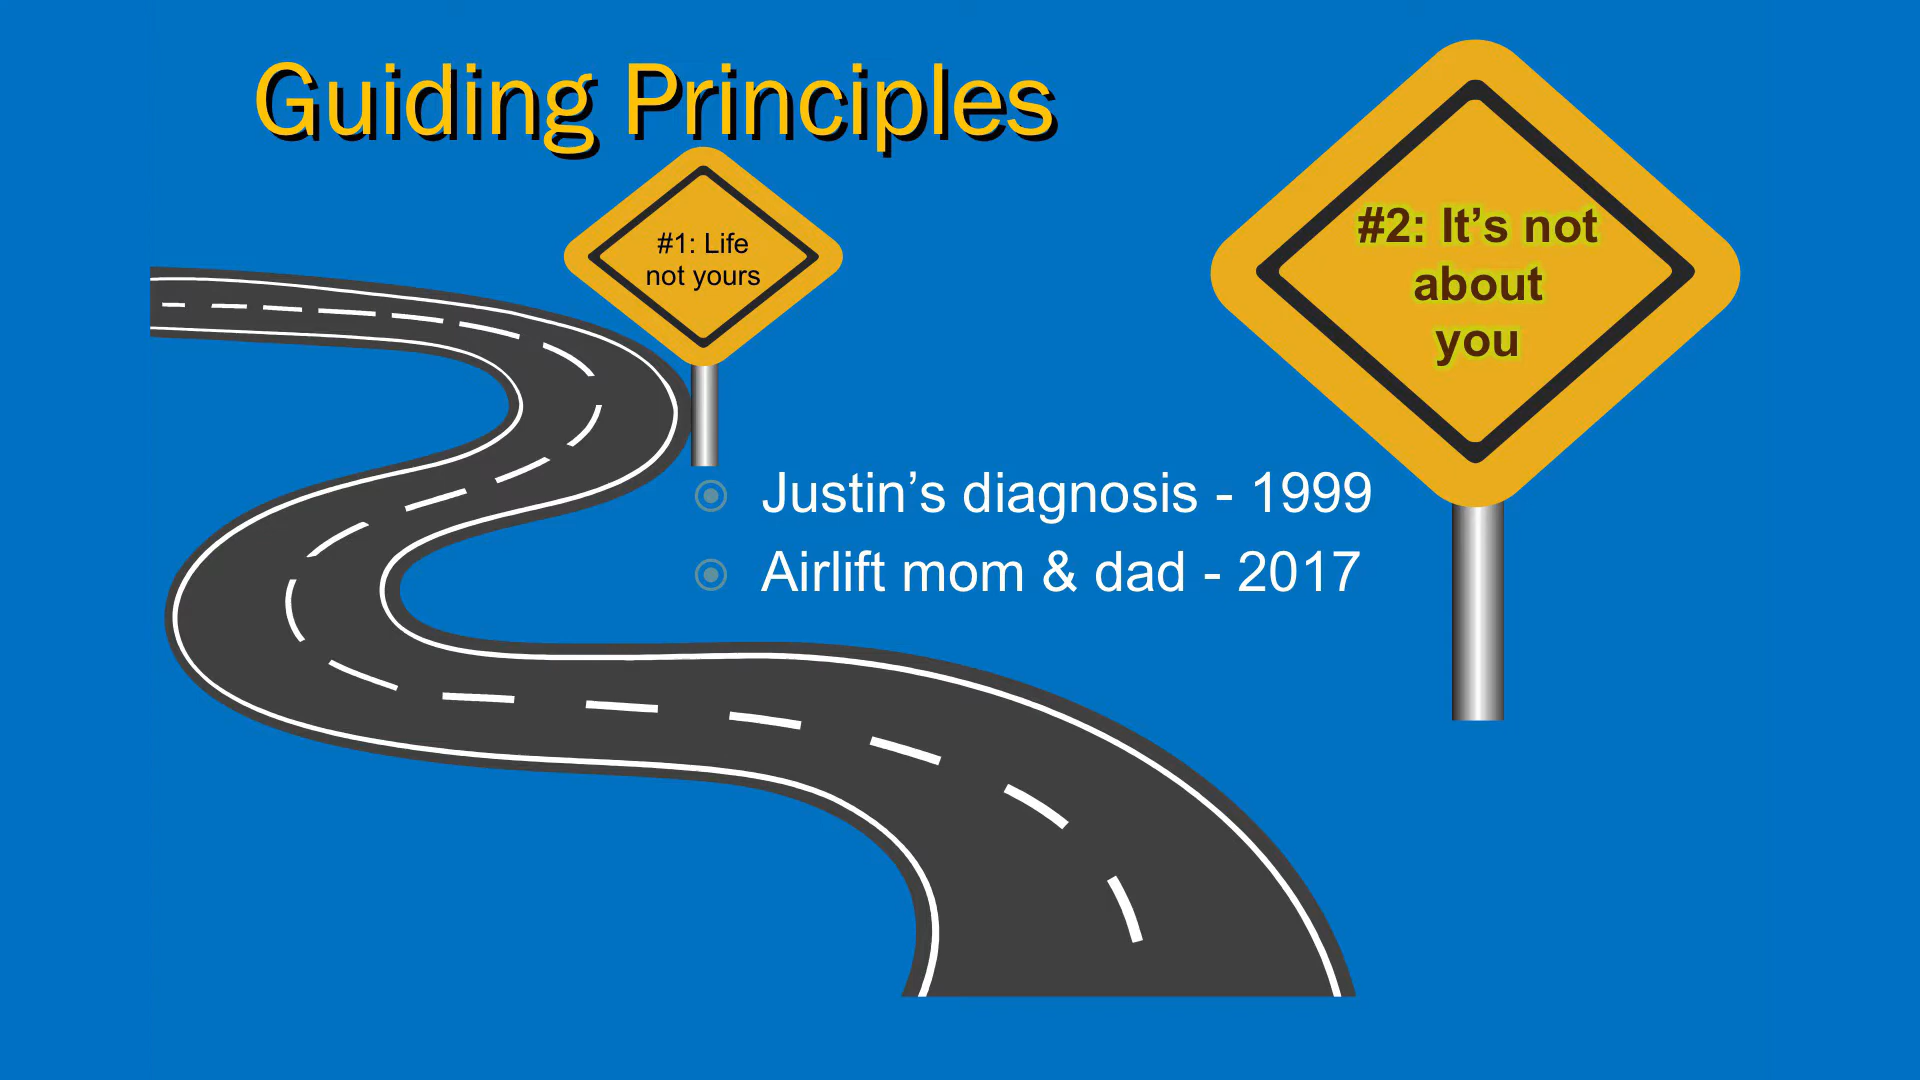 Guiding Principles
#1: Life
not yours
#2: It’s not
about
you
Justin’s diagnosis - 1999
Airlift mom & dad - 2017